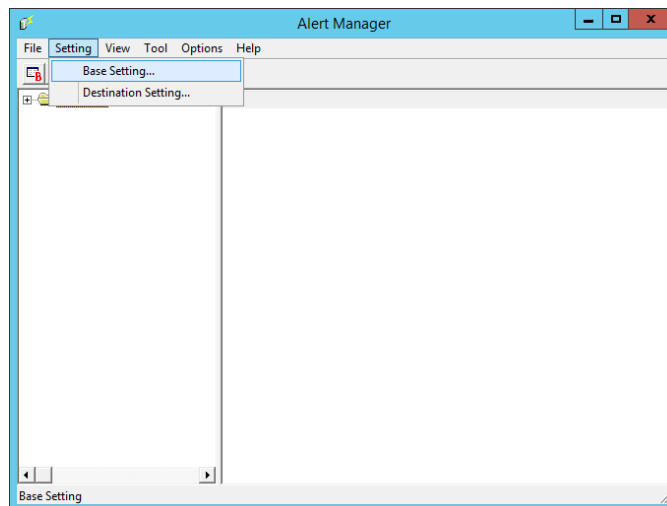 Alert Manager
File Setting View Tool Options Help
B
Base Setting...
Destination Setting...
Base Setting